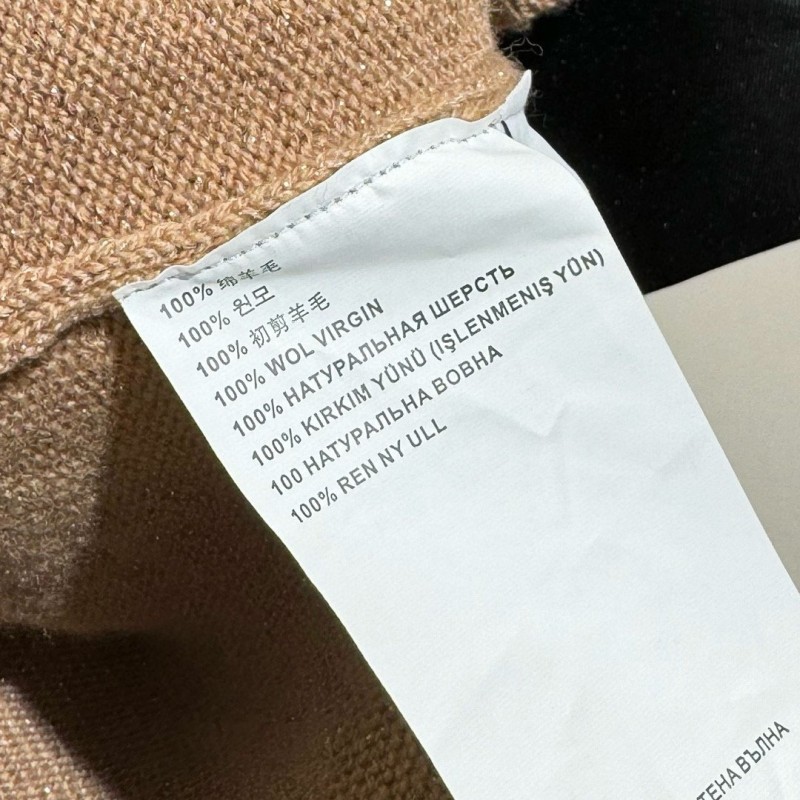 100% 绵羊毛
100% 원모
100% 初剪羊毛
100% WOL VIRGIN
100% НАТУРАЛЬНАЯ ШЕРСТЬ
100% KIRKIM YÜNÜ (IŞLENMENIŞ YÜN)
100 НАТУРАЛЬНА ВОВНА
100% REN NY ULL
ВЪЛНА